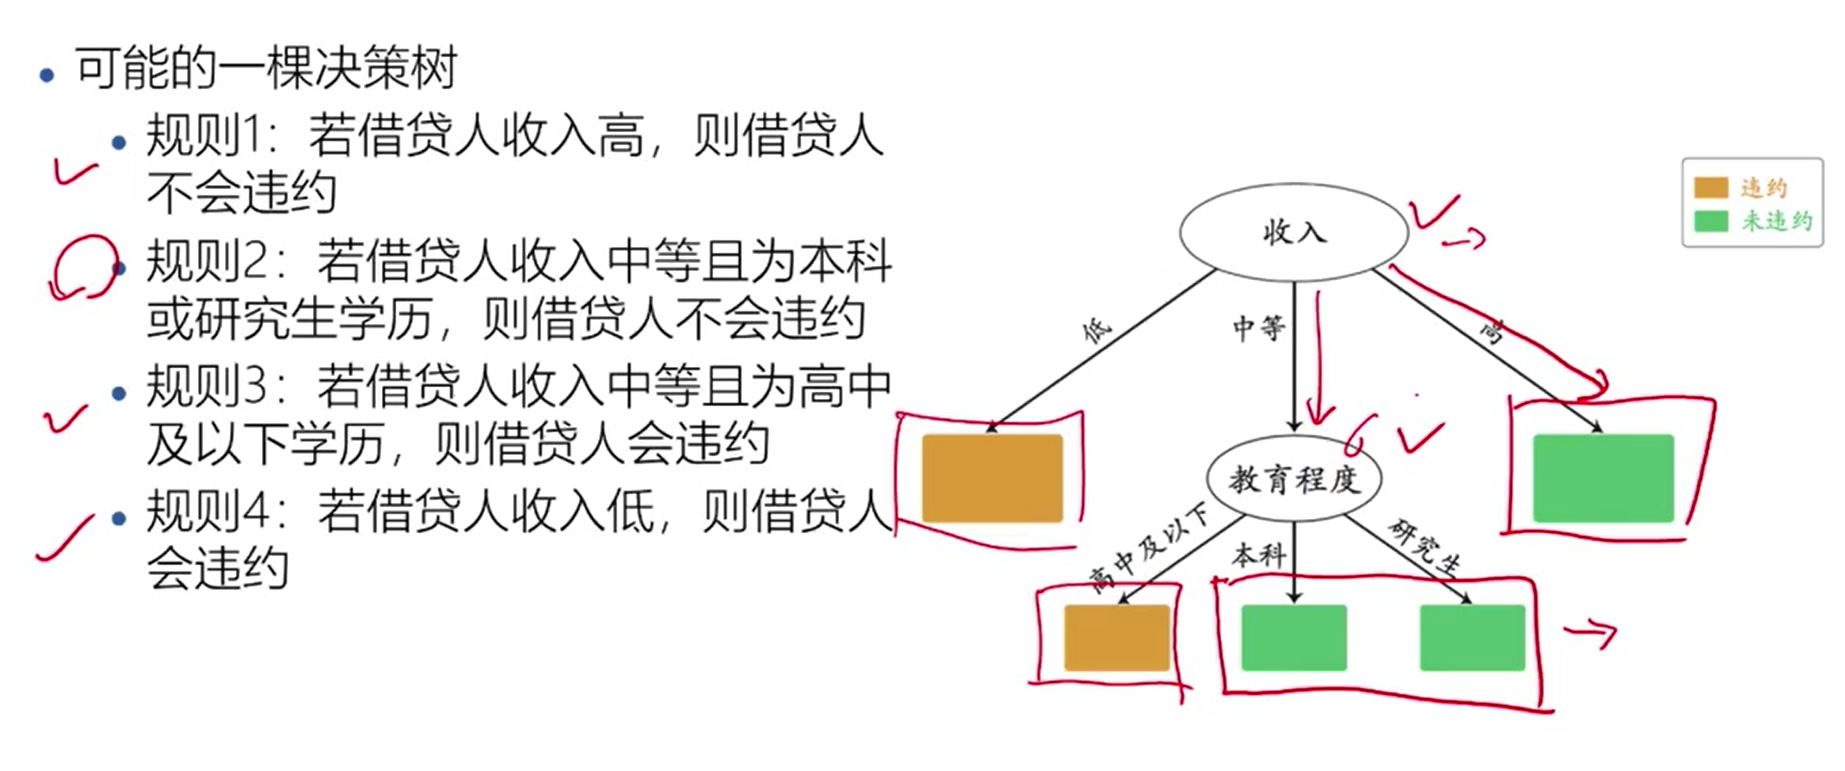 可能的一棵决策树
规则1：若借贷人收入高，则借贷人
不会违约
规则2：若借贷人收入中等且为本科
或研究生学历，则借贷人不会违约
规则3：若借贷人收入中等且为高中
及以下学历，则借贷人会违约
规则4：若借贷人收入低，则借贷人
会违约
违约
未违约
收入
低
中等
高
教育程度
高中及以下
本科
研究生